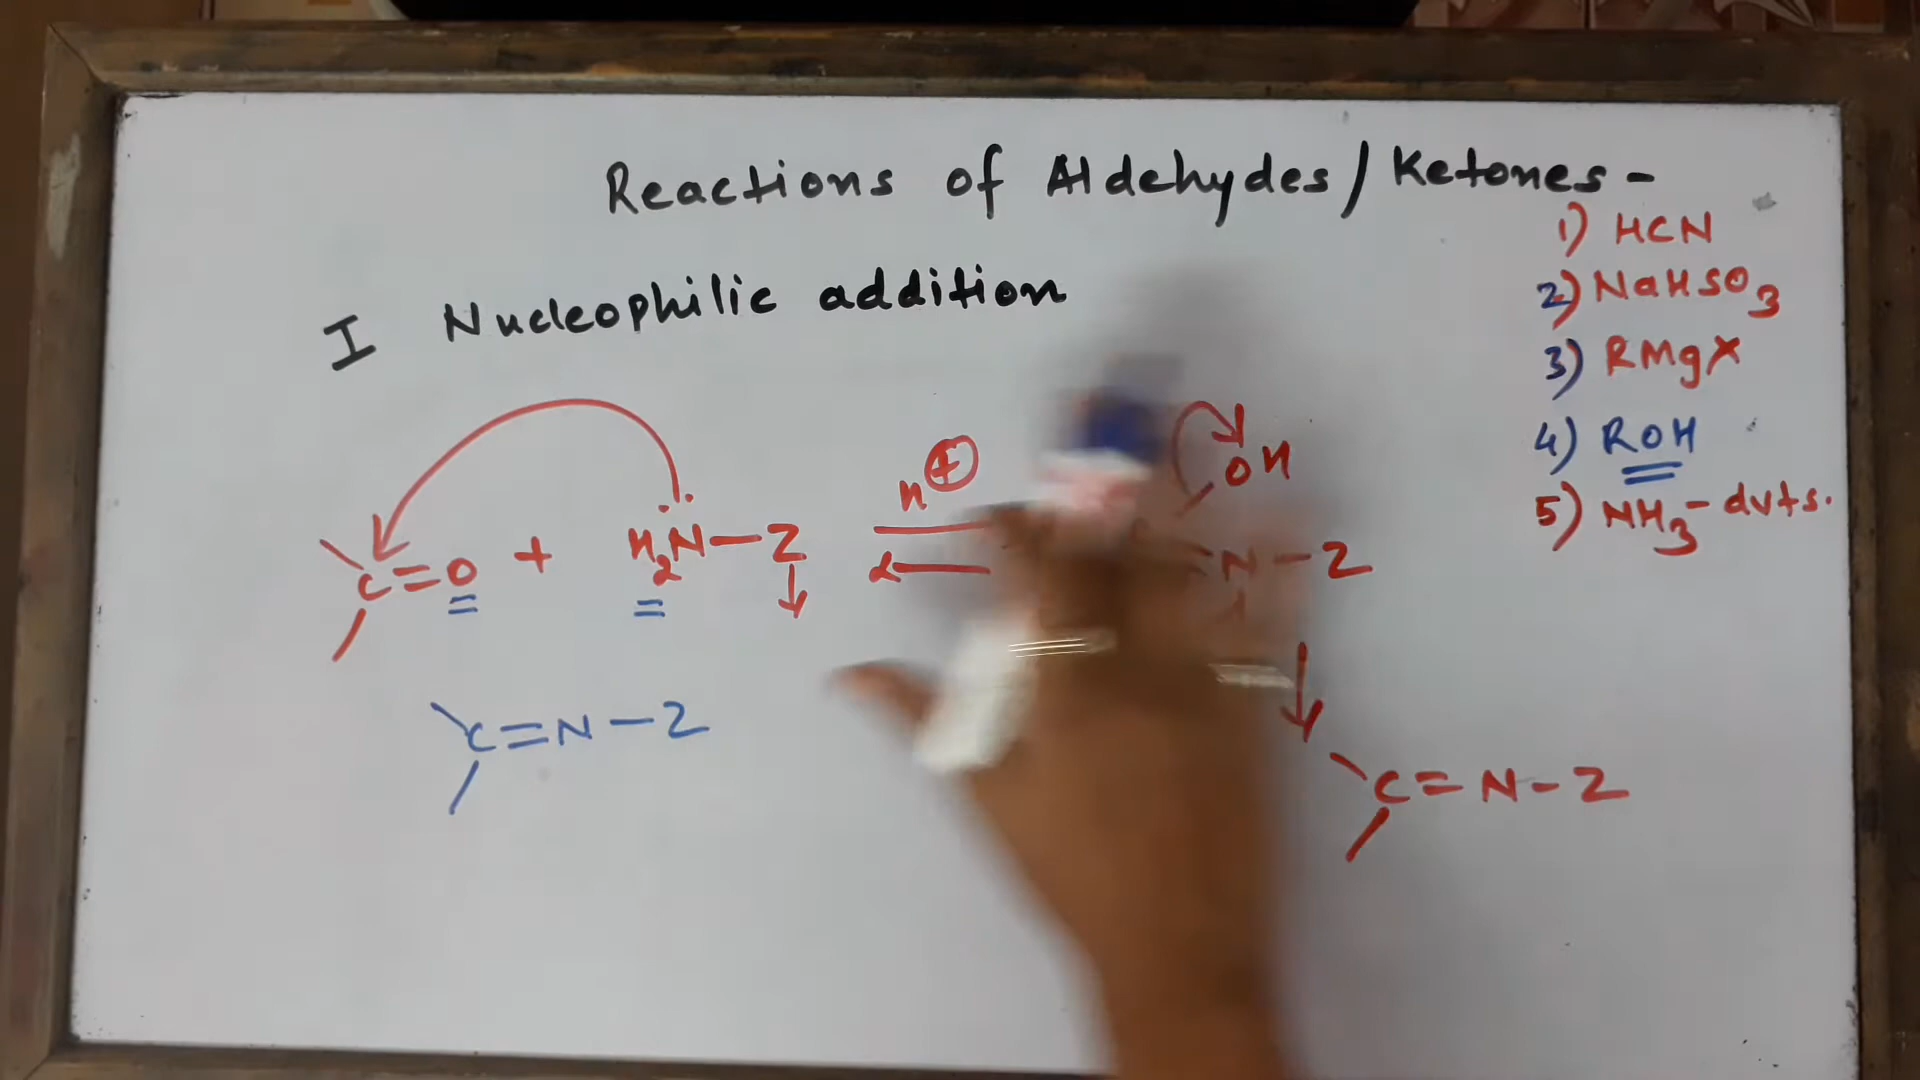 Reactions of Aldehydes/Ketones-
1) HCN
2) NaHSO3
I Nucleophilic addition
3) RMgX
4) ROH
5) NH3-dvts.
H⊕
OH
C=O + H2N-Z
N-Z
C=N-Z
C=N-Z